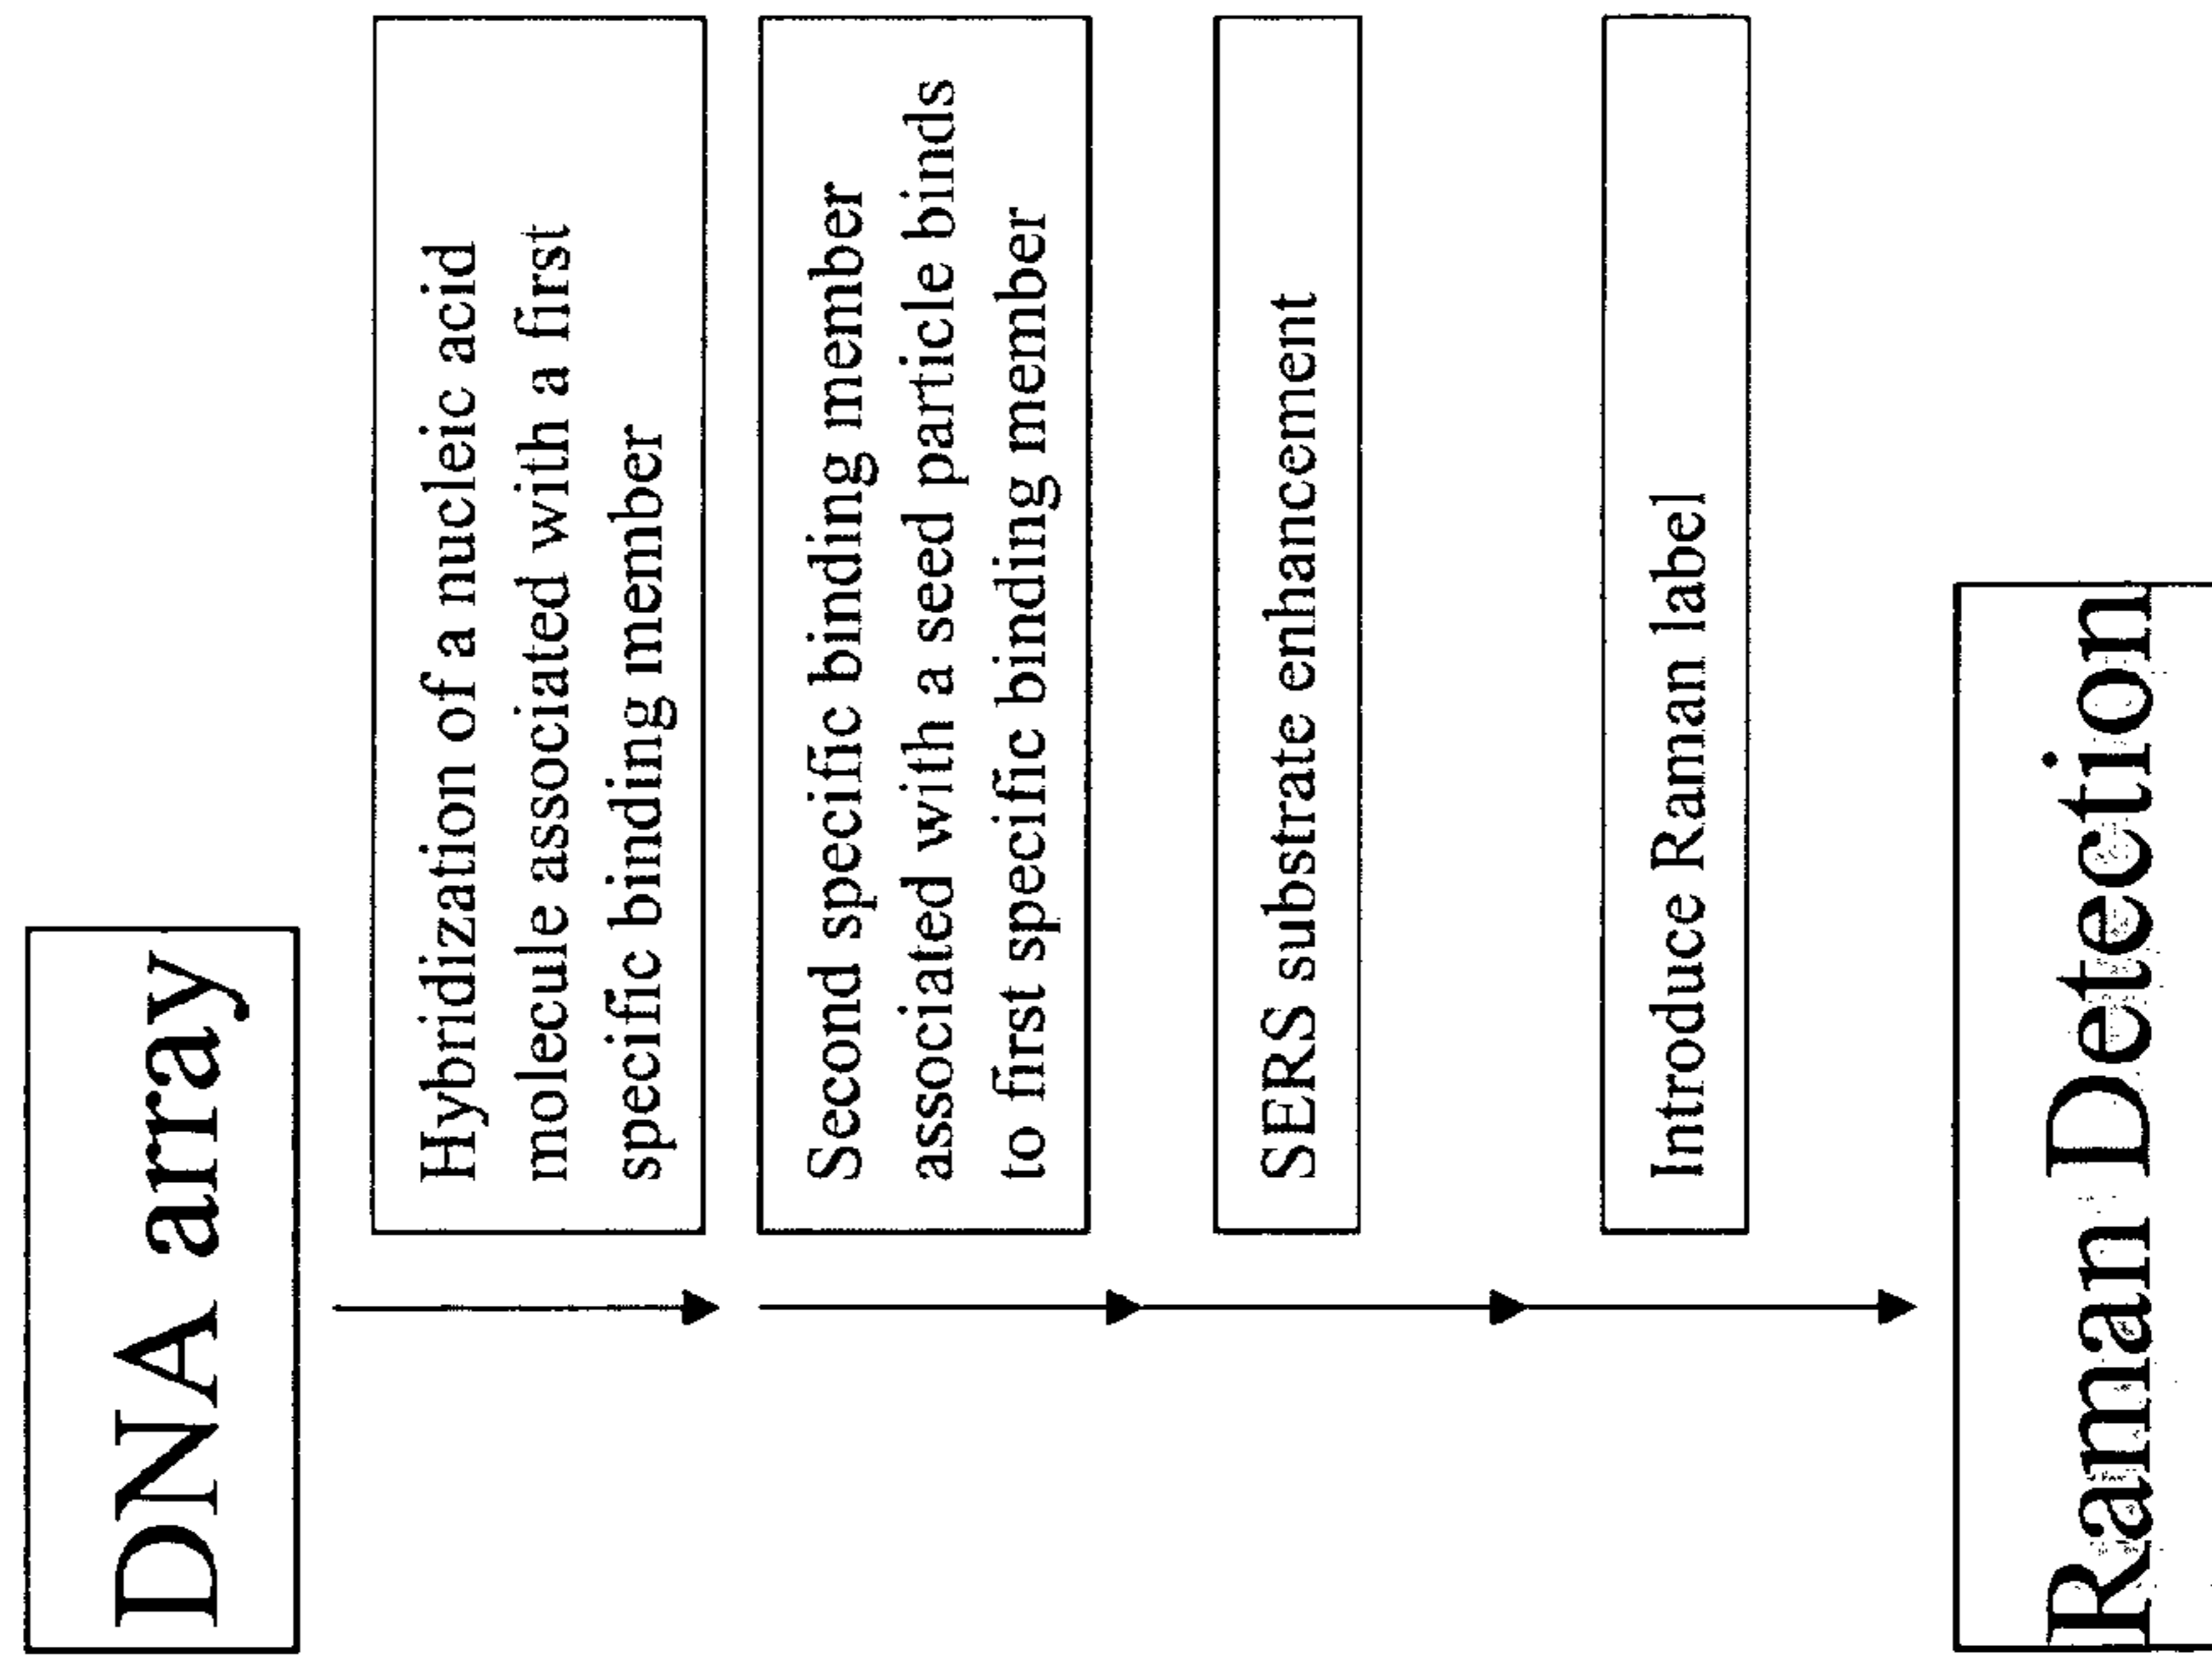 DNA array
Hybridization of a nucleic acid
molecule associated with a first
specific binding member
Second specific binding member
associated with a seed particle binds
to first specific binding member
SERS substrate enhancement
Introduce Raman label
Raman Detection